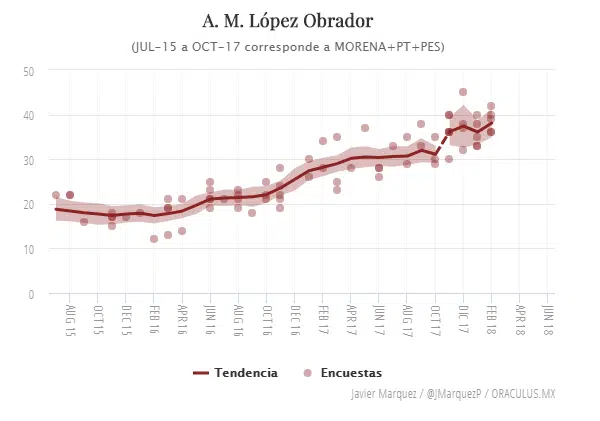 A. M. López Obrador
(JUL-15 a OCT-17 corresponde a MORENA+PT+PES)
50
40
30
20
10
0
AUG 15
OCT 15
DEC 15
FEB 16
APR 16
JUN 16
AUG 16
OCT 16
DEC 16
FEB 17
APR 17
JUN 17
AUG 17
OCT 17
DIC 17
FEB 18
APR 18
JUN 18
Tendencia
Encuestas
Javier Marquez / @JMarquezP / ORACULUS.MX